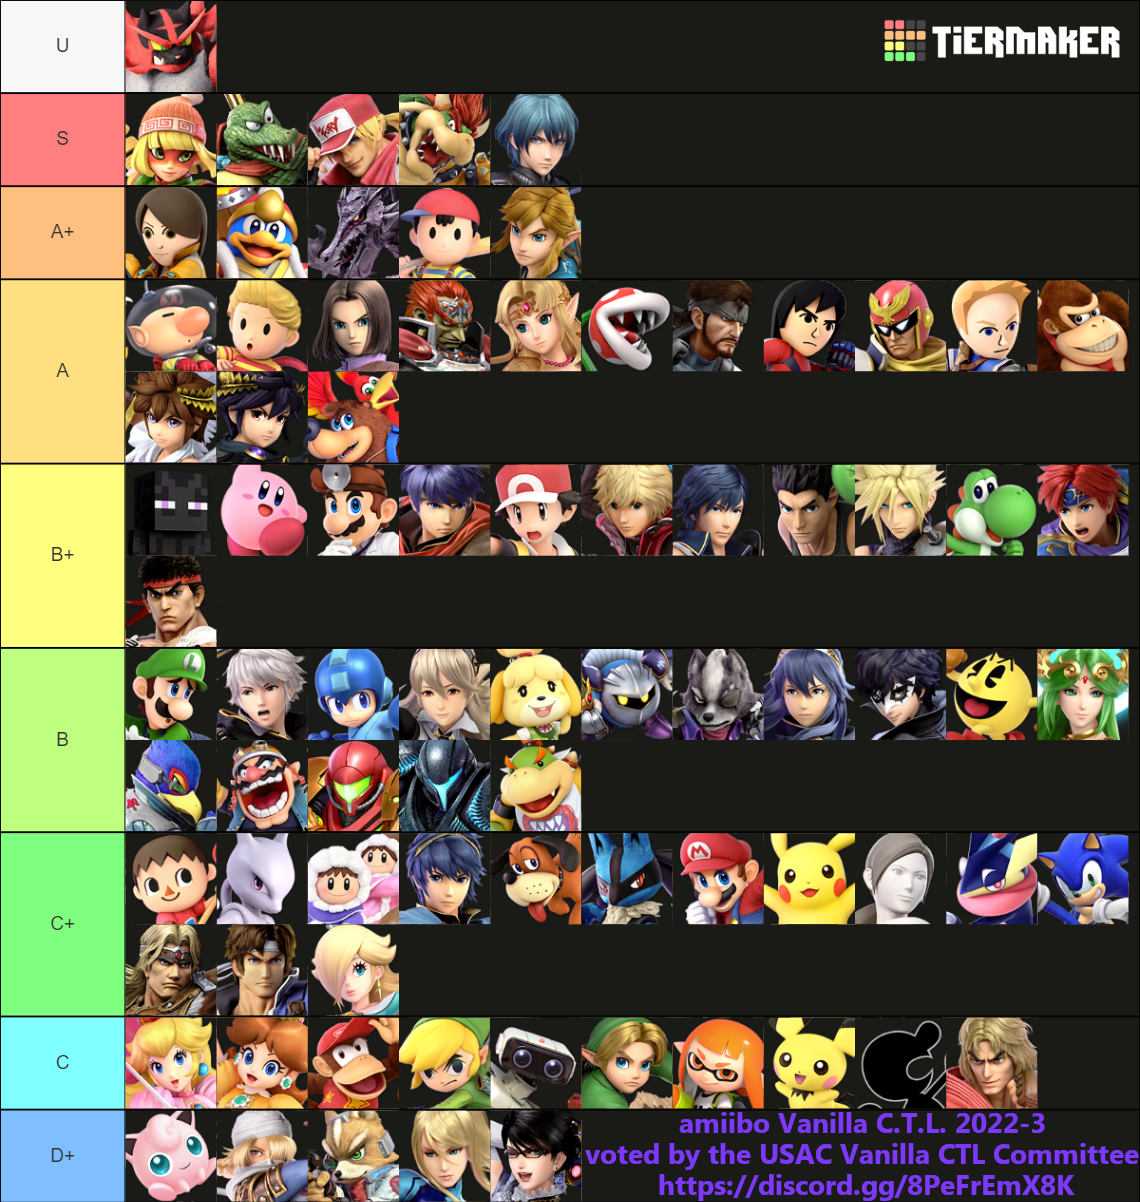 U
TIERMAKER
S
A+
A
B+
B
C+
C
D+
amiibo Vanilla C.T.L. 2022-3
voted by the USAC Vanilla CTL Committee
https://discord.gg/8PeFrEmX8K